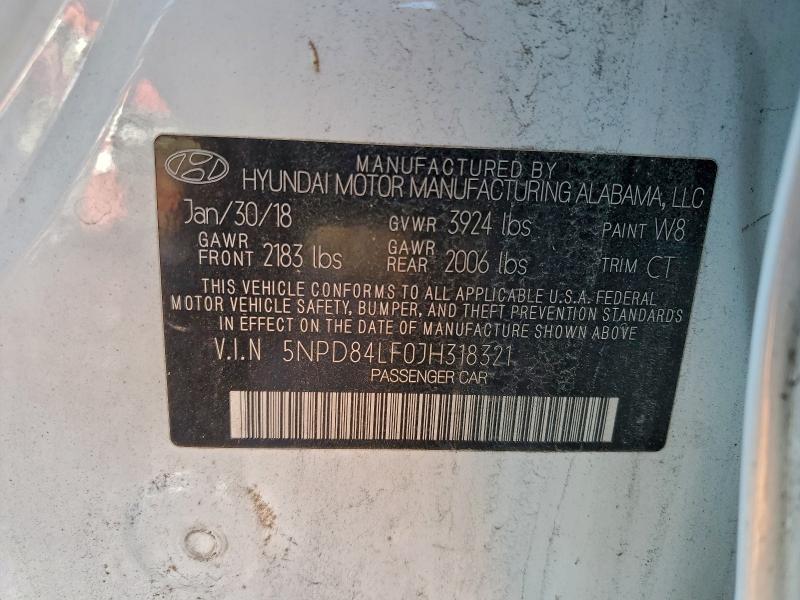 MANUFACTURED BY
HYUNDAI MOTOR MANUFACTURING ALABAMA, LLC
Jan/30/18 GVWR 3924 lbs PAINT W8
GAWR FRONT 2183 lbs GAWR REAR 2006 lbs TRIM CT
THIS VEHICLE CONFORMS TO ALL APPLICABLE U.S.A. FEDERAL
MOTOR VEHICLE SAFETY, BUMPER, AND THEFT PREVENTION STANDARDS
IN EFFECT ON THE DATE OF MANUFACTURE SHOWN ABOVE
V.I.N 5NPD84LF0JH318321
PASSENGER CAR